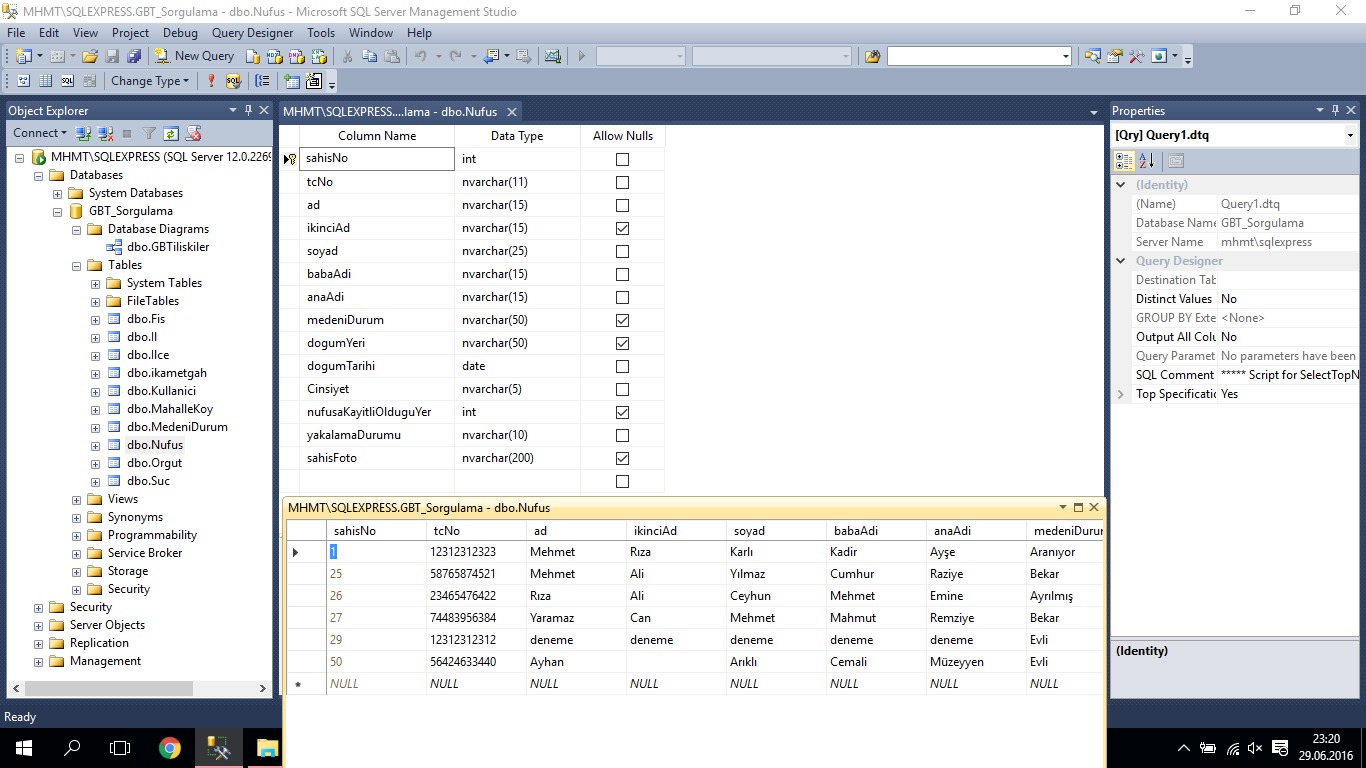 MHMT\SQLEXPRESS.GBT_Sorgulama - dbo.Nufus - Microsoft SQL Server Management Studio
File Edit View Project Debug Query Designer Tools Window Help
New Query
Change Type
Object Explorer
Connect
MHMT\SQLEXPRESS (SQL Server 12.0.2269
Databases
System Databases
GBT_Sorgulama
Database Diagrams
dbo.GBTiliskiler
Tables
System Tables
FileTables
dbo.Fis
dbo.Il
dbo.Ilce
dbo.ikametgah
dbo.Kullanici
dbo.MahalleKoy
dbo.MedeniDurum
dbo.Nufus
dbo.Orgut
dbo.Suc
Views
Synonyms
Programmability
Service Broker
Storage
Security
Security
Server Objects
Replication
Management
MHMT\SQLEXPRESS....lama - dbo.Nufus
Column Name Data Type Allow Nulls
sahisNo int
tcNo nvarchar(11)
ad nvarchar(15)
ikinciAd nvarchar(15)
soyad nvarchar(25)
babaAdi nvarchar(15)
anaAdi nvarchar(15)
medeniDurum nvarchar(50)
dogumYeri nvarchar(50)
dogumTarihi date
Cinsiyet nvarchar(5)
nufusaKayitliOlduguYer int
yakalamaDurumu nvarchar(10)
sahisFoto nvarchar(200)
MHMT\SQLEXPRESS.GBT_Sorgulama - dbo.Nufus
sahisNo tcNo ad ikinciAd soyad babaAdi anaAdi medeniDurum
1 12312312323 Mehmet Rıza Karlı Kadir Ayşe Aranıyor
25 58765874521 Mehmet Ali Yılmaz Cumhur Raziye Bekar
26 23465476422 Rıza Ali Ceyhun Mehmet Emine Ayrılmış
27 74483956384 Yaramaz Can Mehmet Mahmut Remziye Bekar
29 12312312312 deneme deneme deneme deneme deneme Evli
50 56424633440 Ayhan Arıklı Cemali Müzeyyen Evli
NULL NULL NULL NULL NULL NULL NULL NULL
Properties
[Qry] Query1.dtq
(Identity)
(Name) Query1.dtq
Database Name GBT_Sorgulama
Server Name mhmt\sqlexpress
Query Designer
Destination Tab
Distinct Values No
GROUP BY Exte <None>
Output All Colu No
Query Paramet No parameters have been
SQL Comment ***** Script for SelectTopN
Top Specificatio Yes
(Identity)
Ready
23:20
29.06.2016